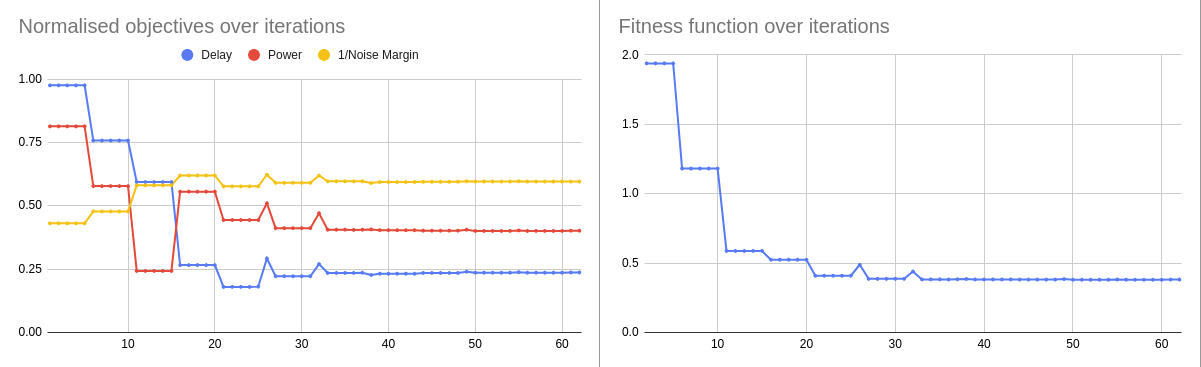 Normalised objectives over iterations
Delay Power 1/Noise Margin
1.00
0.75
0.50
0.25
0.00
10 20 30 40 50 60
Fitness function over iterations
2.0
1.5
1.0
0.5
0.0
10 20 30 40 50 60